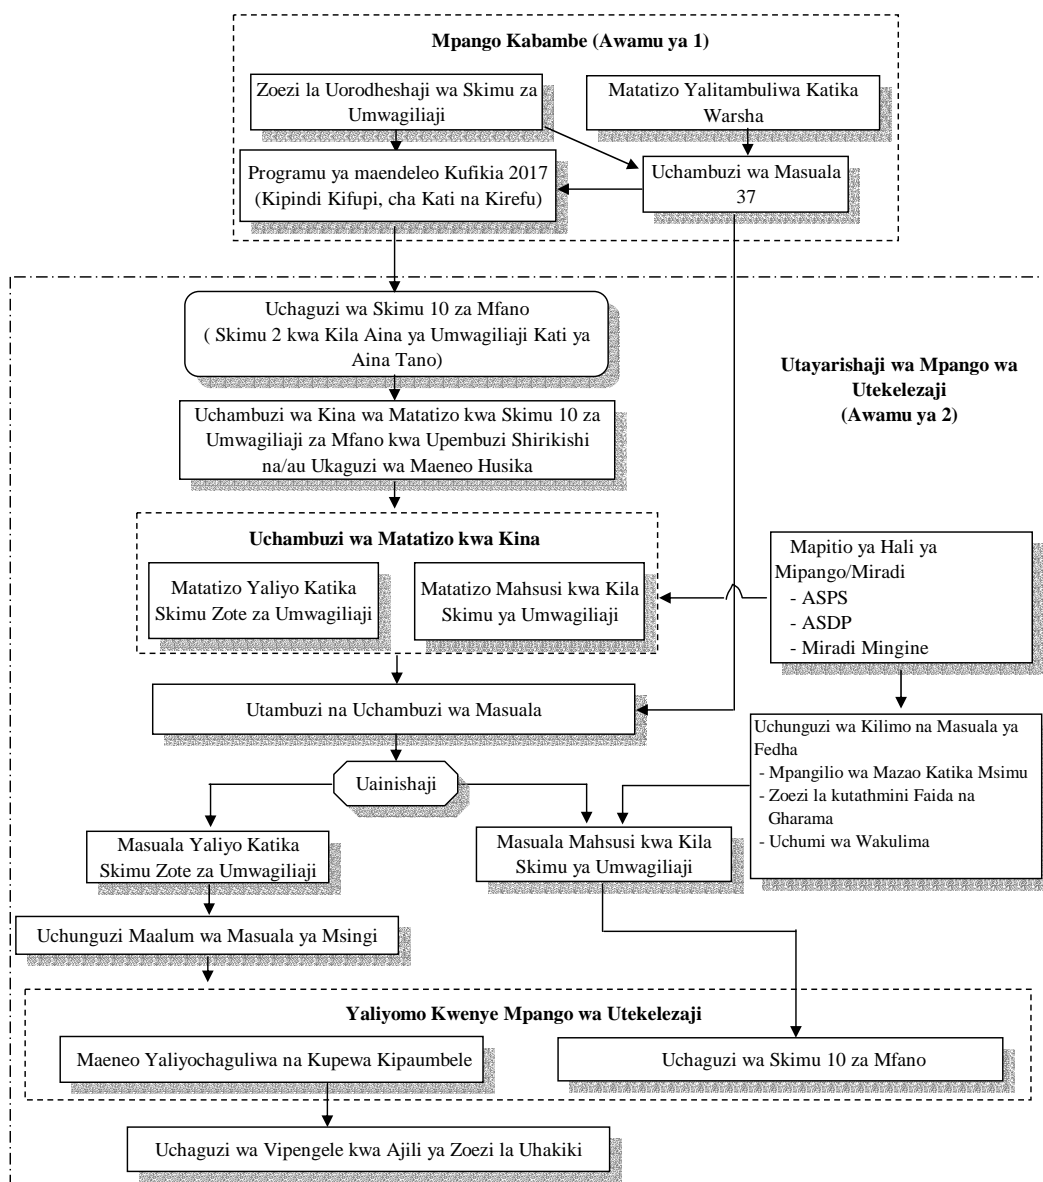 Mpango Kabambe (Awamu ya 1)
Zoezi la Uorodheshaji wa Skimu za
Umwagiliaji
Matatizo Yalitambuliwa Katika
Warsha
Programu ya maendeleo Kufikia 2017
(Kipindi Kifupi, cha Kati na Kirefu)
Uchambuzi wa Masuala
37
Uchaguzi wa Skimu 10 za Mfano
( Skimu 2 kwa Kila Aina ya Umwagiliaji Kati ya
Aina Tano)
Utayarishaji wa Mpango wa
Utekelezaji
(Awamu ya 2)
Uchambuzi wa Kina wa Matatizo kwa Skimu 10 za
Umwagiliaji za Mfano kwa Upembuzi Shirikishi
na/au Ukaguzi wa Maeneo Husika
Uchambuzi wa Matatizo kwa Kina
Matatizo Yaliyo Katika
Skimu Zote za Umwagiliaji
Matatizo Mahsusi kwa Kila
Skimu ya Umwagiliaji
Mapitio ya Hali ya
Mipango/Miradi
- ASPS
- ASDP
- Miradi Mingine
Utambuzi na Uchambuzi wa Masuala
Uchunguzi wa Kilimo na Masuala ya
Fedha
- Mpangilio wa Mazao Katika Msimu
- Zoezi la kutathmini Faida na
Gharama
- Uchumi wa Wakulima
Uainishaji
Masuala Yaliyo Katika
Skimu Zote za Umwagiliaji
Masuala Mahsusi kwa Kila
Skimu ya Umwagiliaji
Uchunguzi Maalum wa Masuala ya Msingi
Yaliyomo Kwenye Mpango wa Utekelezaji
Maeneo Yaliyochaguliwa na Kupewa Kipaumbele
Uchaguzi wa Skimu 10 za Mfano
Uchaguzi wa Vipengele kwa Ajili ya Zoezi la Uhakiki